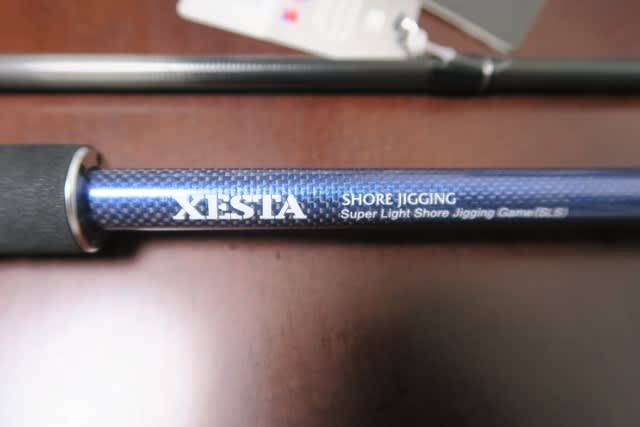 XESTA
SHORE JIGGING
Super Light Shore Jigging Game(SLS)